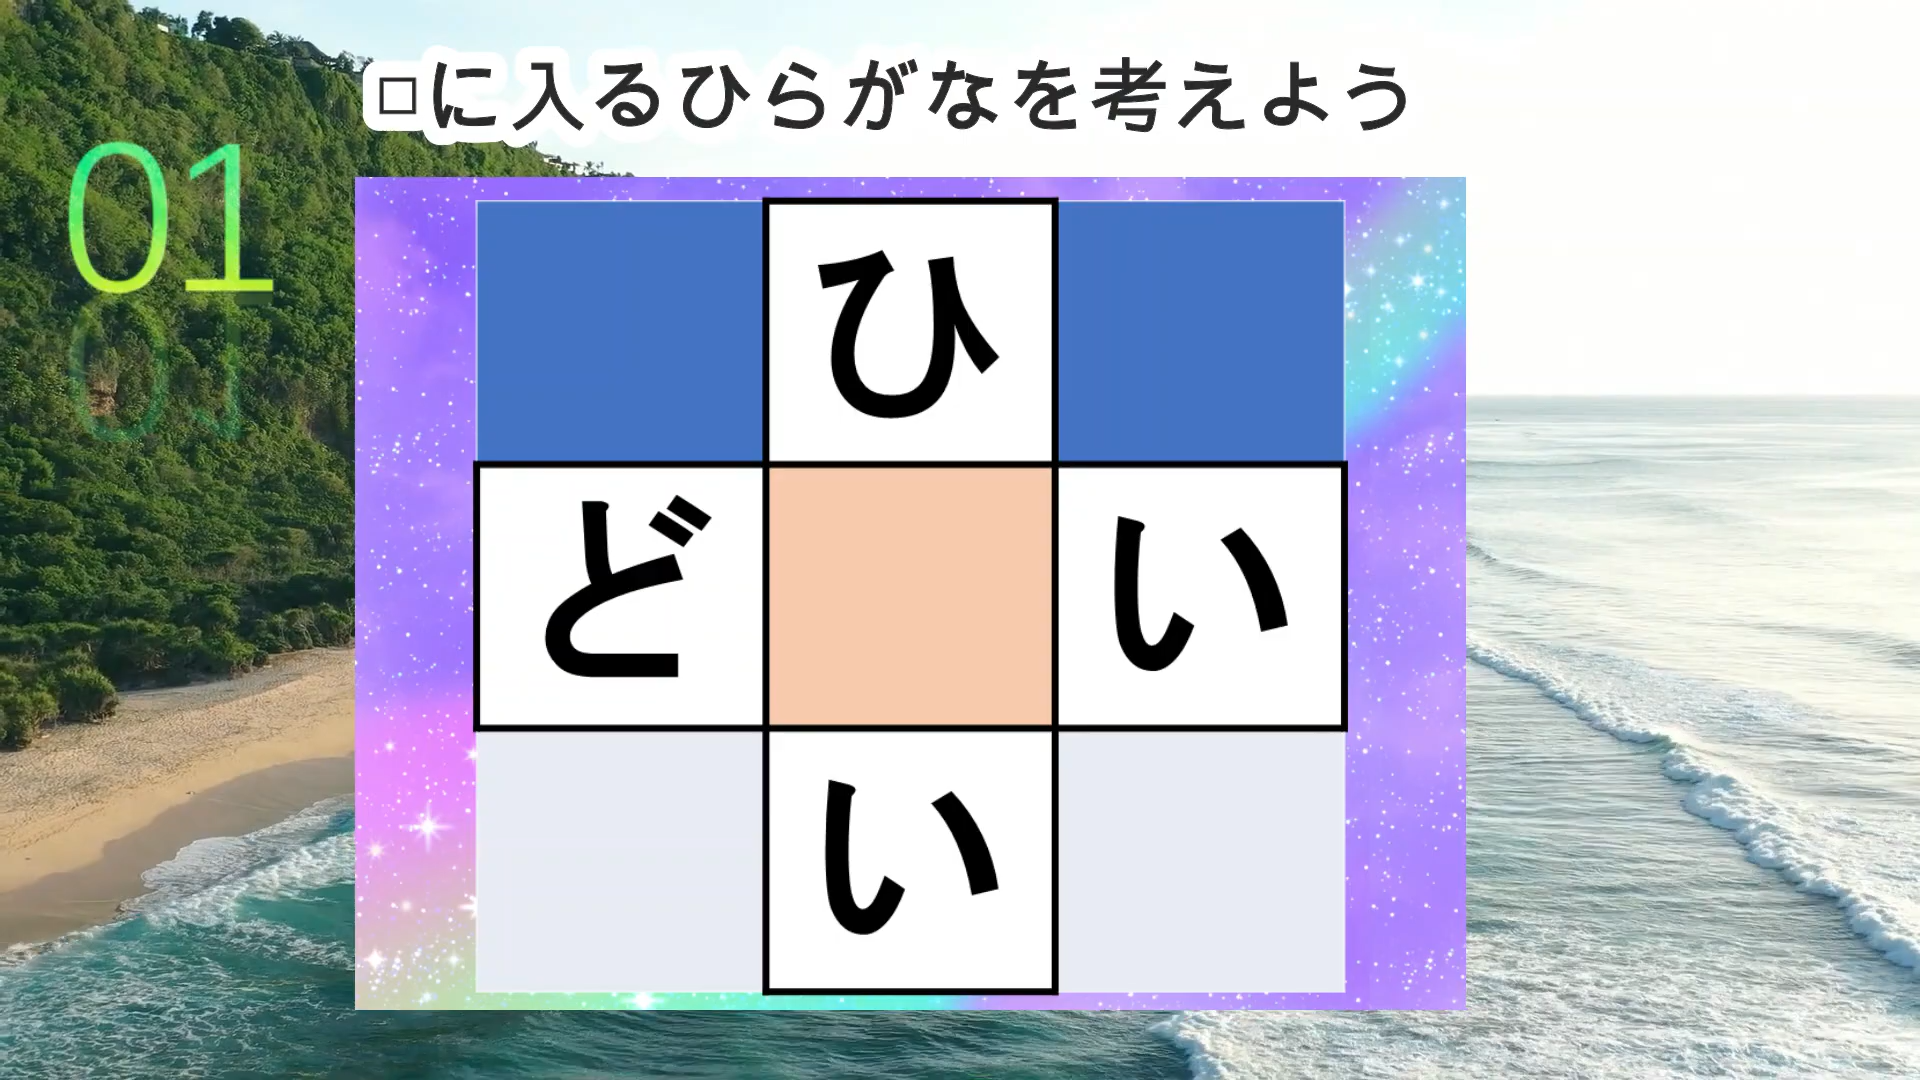 □に入るひらがなを考えよう
01
ひ
ど い
い